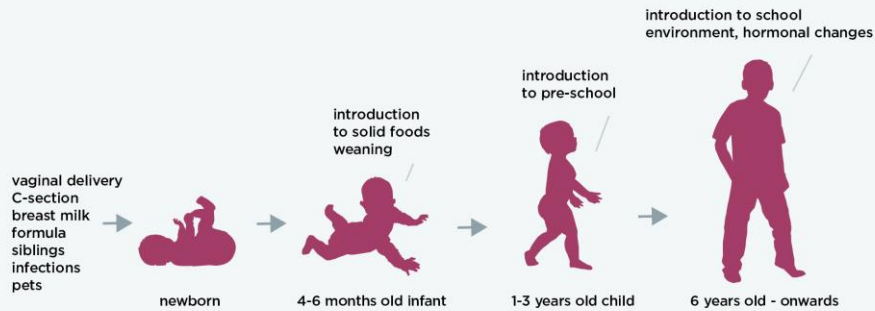 introduction to school
environment, hormonal changes
introduction
to pre-school
introduction
to solid foods
weaning
vaginal delivery
C-section
breast milk
formula
siblings
infections
pets
newborn
4-6 months old infant
1-3 years old child
6 years old - onwards